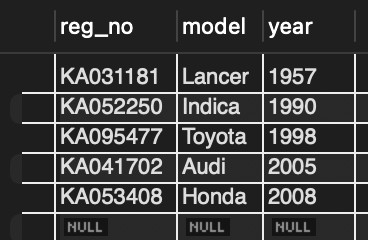 reg_no model year
KA031181 Lancer 1957
KA052250 Indica 1990
KA095477 Toyota 1998
KA041702 Audi 2005
KA053408 Honda 2008
NULL NULL NULL